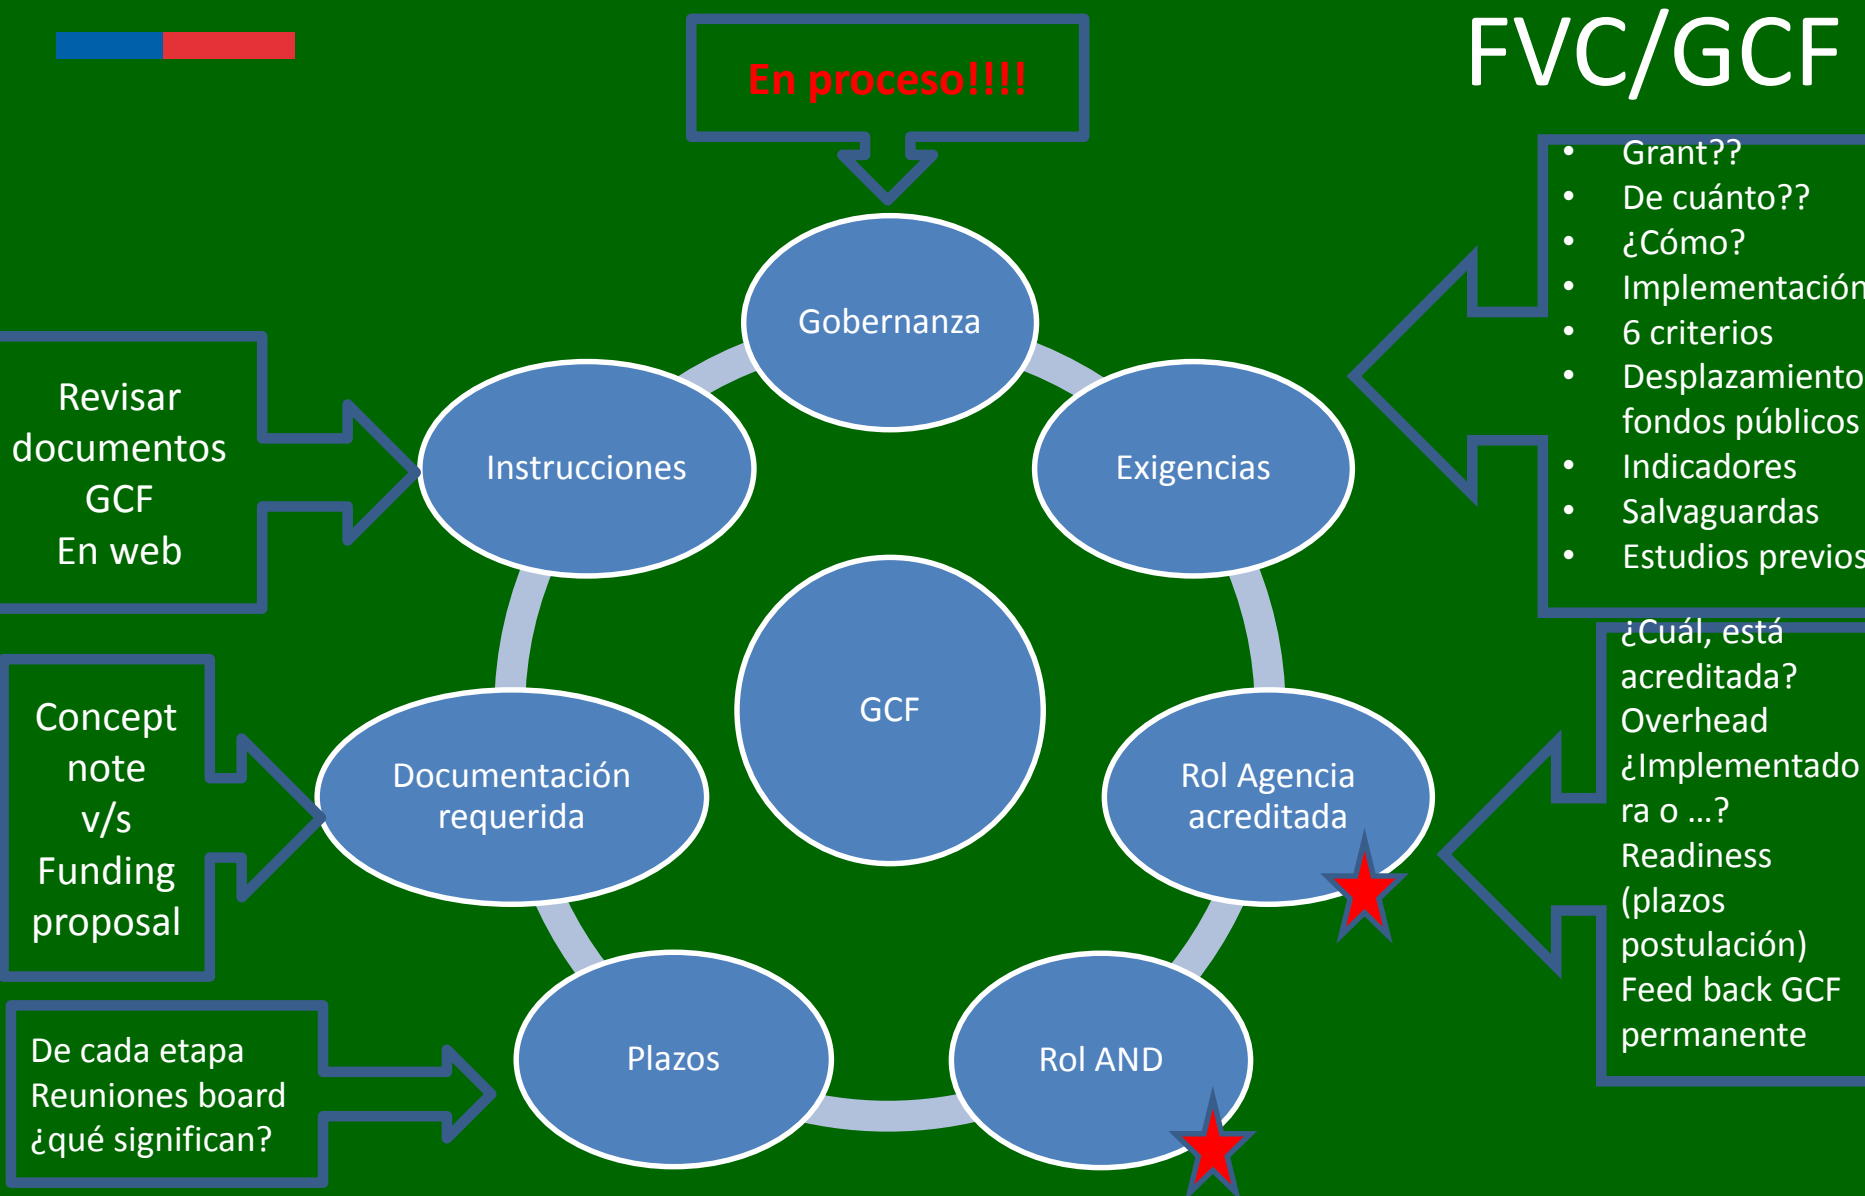 FVC/GCF
En proceso!!!!
Gobernanza
• Grant??
• De cuánto??
• ¿Cómo?
• Implementación
• 6 criterios
• Desplazamiento
fondos públicos
• Indicadores
• Salvaguardas
• Estudios previos
Exigencias
¿Cuál, está
acreditada?
Overhead
¿Implementado
ra o ...?
Readiness
(plazos
postulación)
Feed back GCF
permanente
Rol Agencia
acreditada
Rol AND
Plazos
De cada etapa
Reuniones board
¿qué significan?
Documentación
requerida
Concept
note
v/s
Funding
proposal
Instrucciones
Revisar
documentos
GCF
En web
GCF